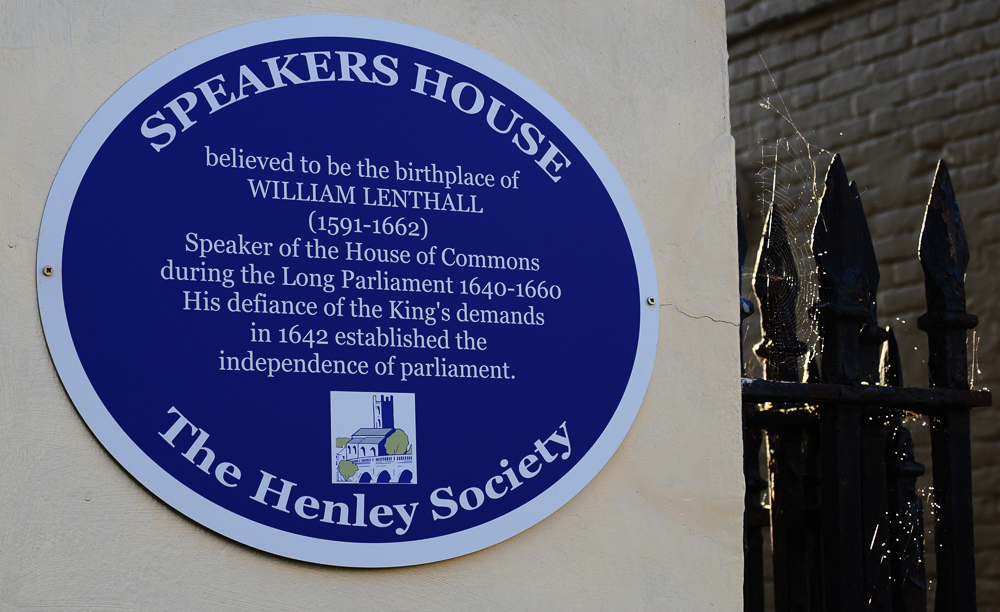 SPEAKERS HOUSE
believed to be the birthplace of
WILLIAM LENTHALL
(1591-1662)
Speaker of the House of Commons
during the Long Parliament 1640-1660
His defiance of the King's demands
in 1642 established the
independence of parliament.
The Henley Society